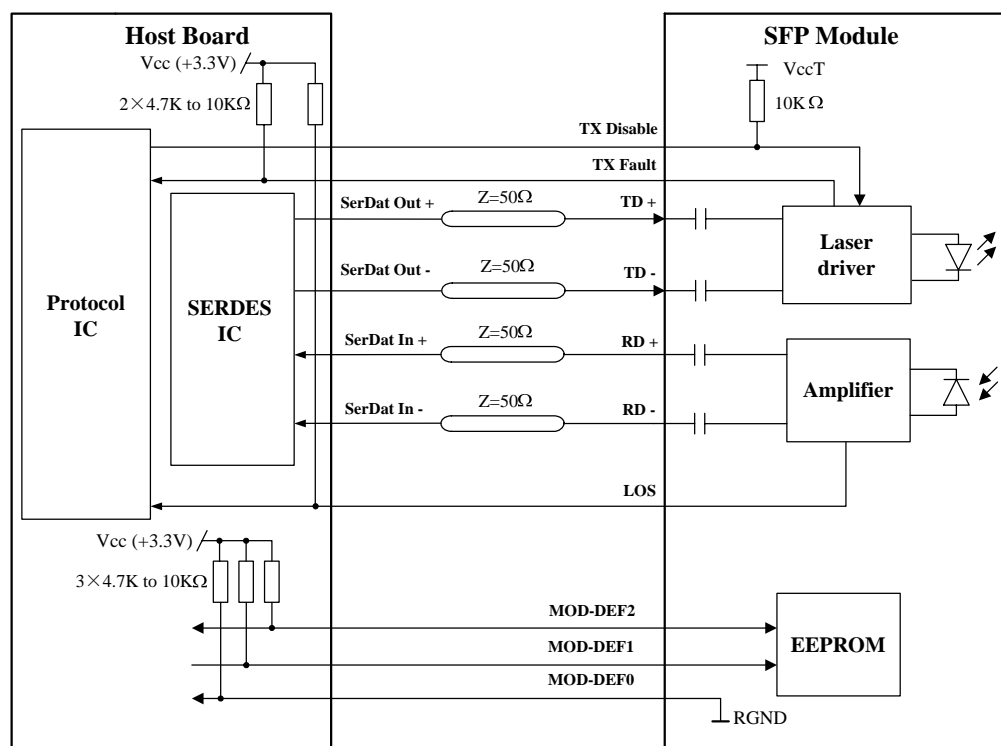 Host Board
SFP Module
Vcc (+3.3V)
VccT
2×4.7K to 10KΩ
10KΩ
TX Disable
TX Fault
SerDat Out +
Z=50Ω
TD +
Laser
driver
SerDat Out -
Z=50Ω
TD -
Protocol
IC
SERDES
IC
SerDat In +
Z=50Ω
RD +
Amplifier
SerDat In -
Z=50Ω
RD -
LOS
Vcc (+3.3V)
3×4.7K to 10KΩ
MOD-DEF2
EEPROM
MOD-DEF1
MOD-DEF0
RGND